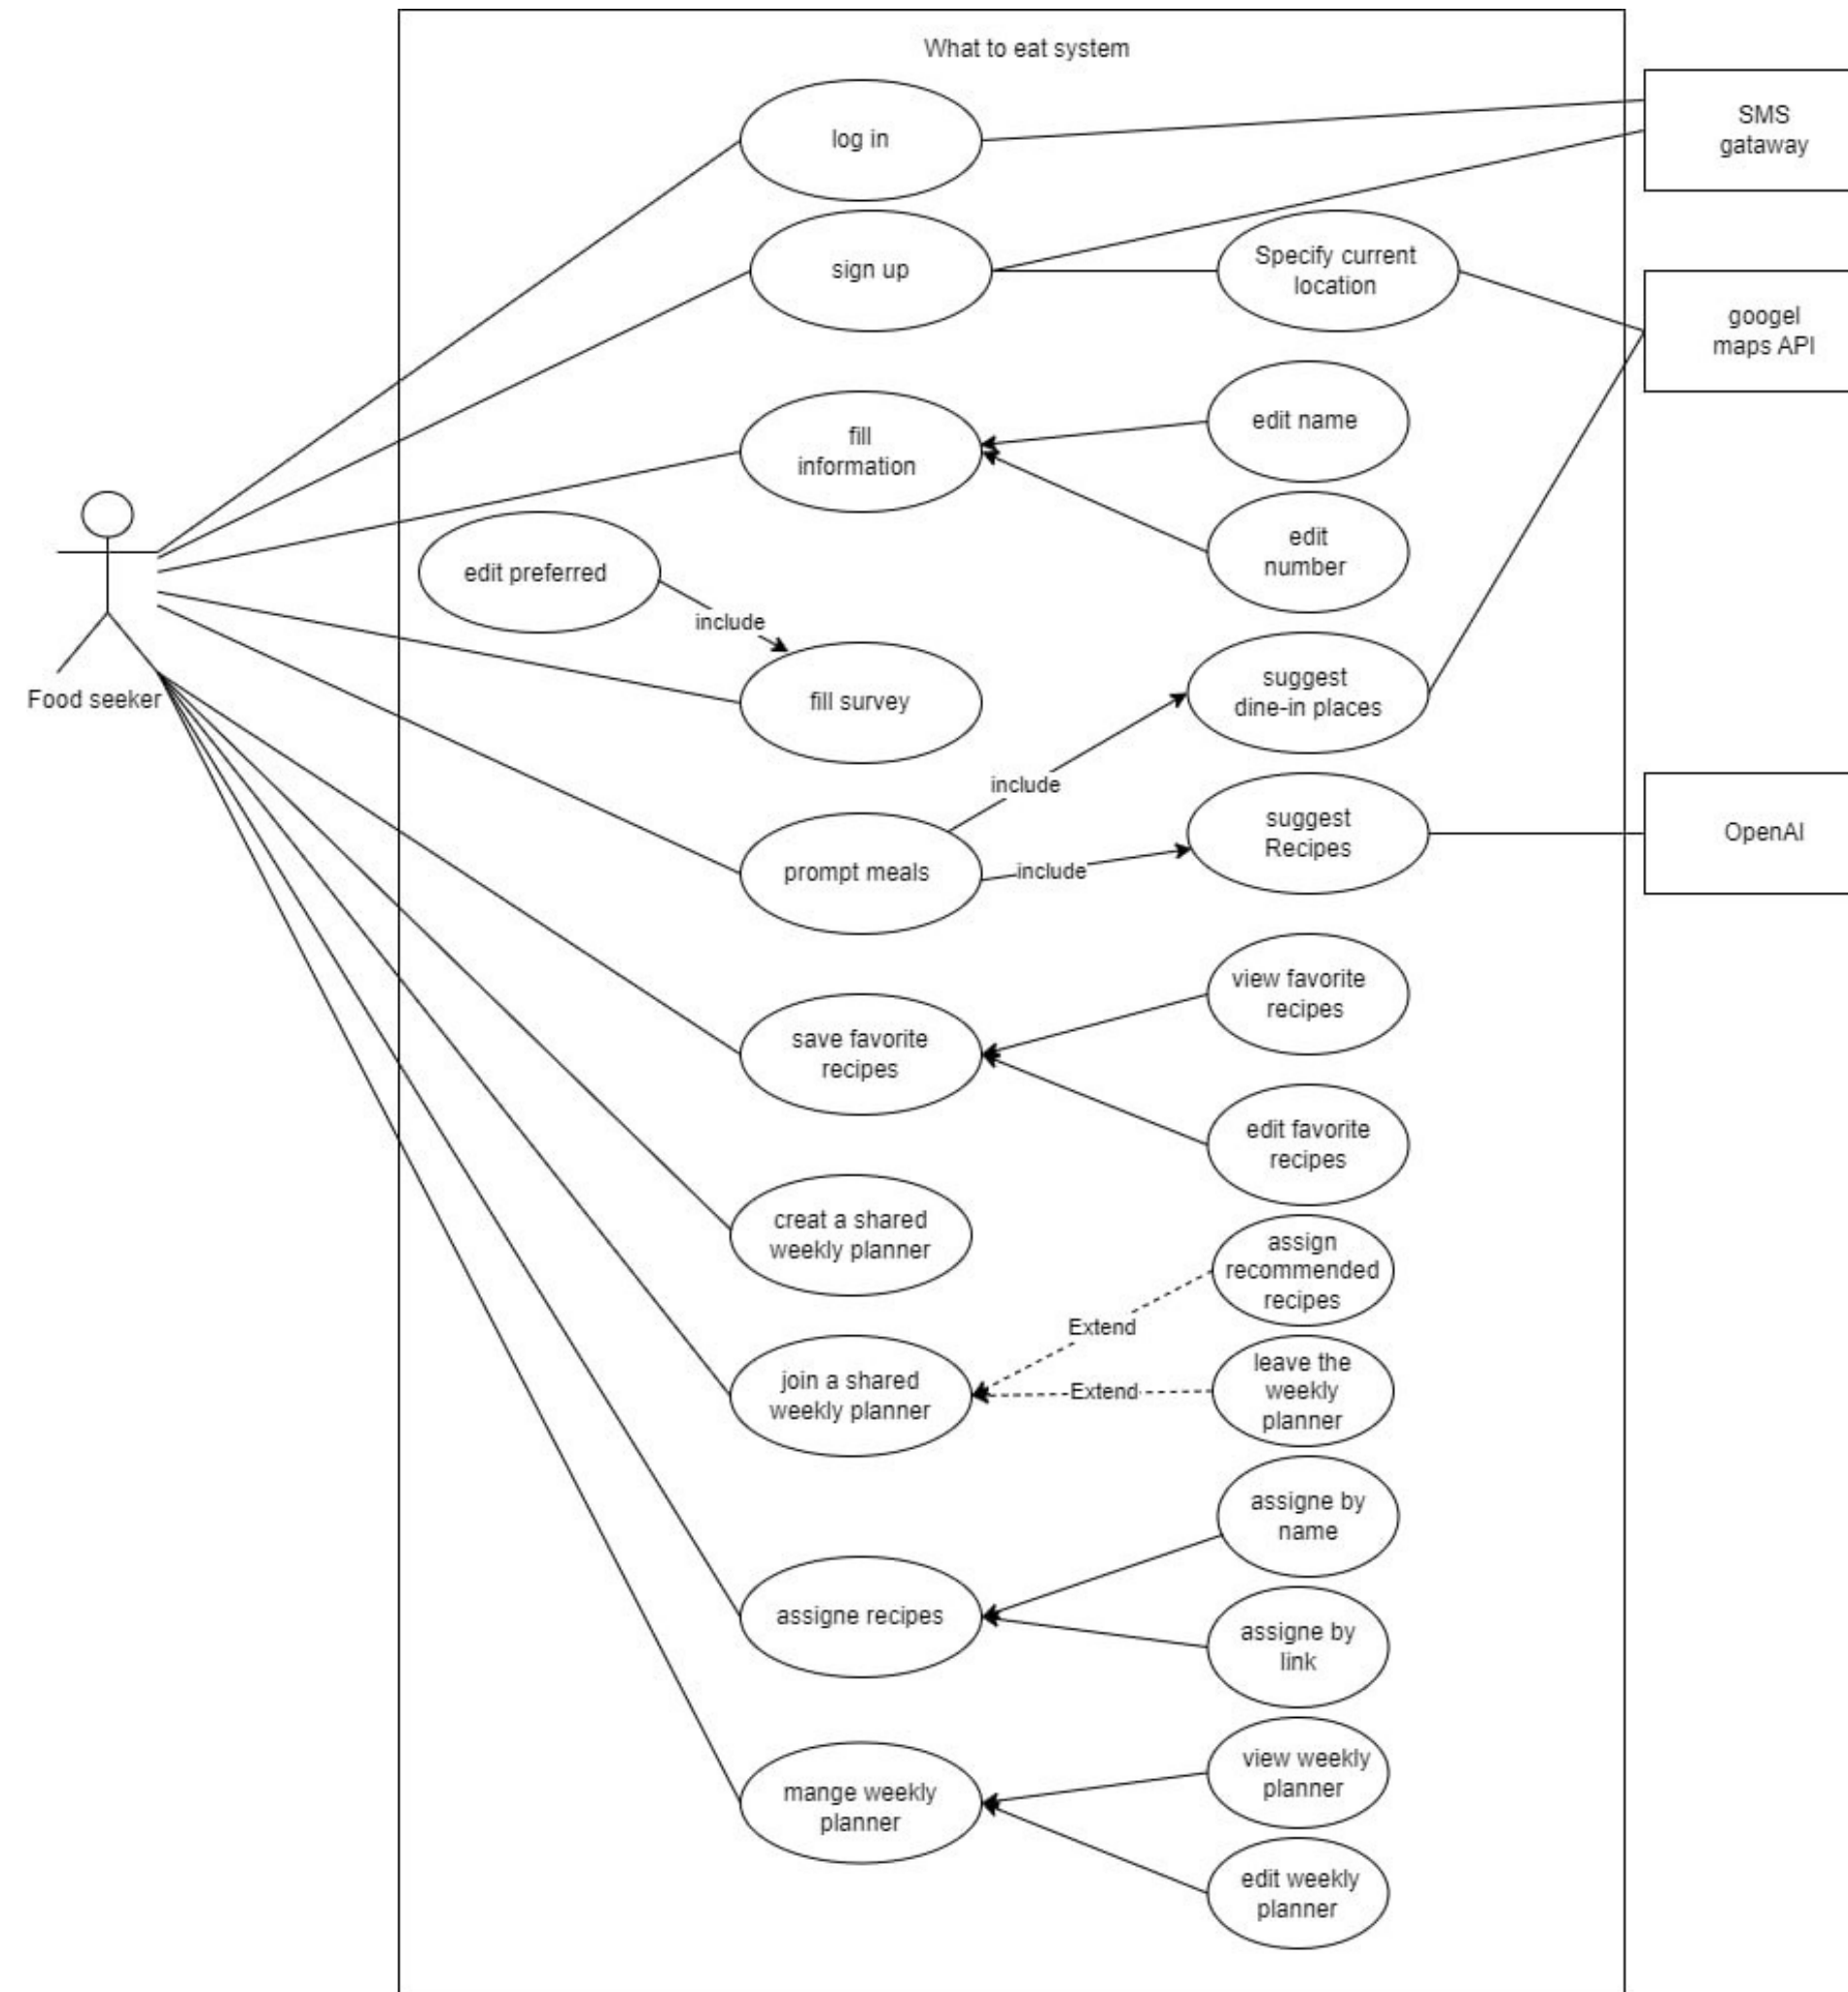 What to eat system
log in
SMS
gataway
sign up
Specify current
location
googel
maps API
fill
information
edit name
edit
number
edit preferred
include
fill survey
Food seeker
suggest
dine-in places
include
suggest
Recipes
OpenAI
prompt meals
include
view favorite
recipes
save favorite
recipes
edit favorite
recipes
creat a shared
weekly planner
assign
recommended
recipes
Extend
join a shared
weekly planner
Extend
leave the
weekly
planner
assigne by
name
assigne recipes
assigne by
link
view weekly
planner
mange weekly
planner
edit weekly
planner